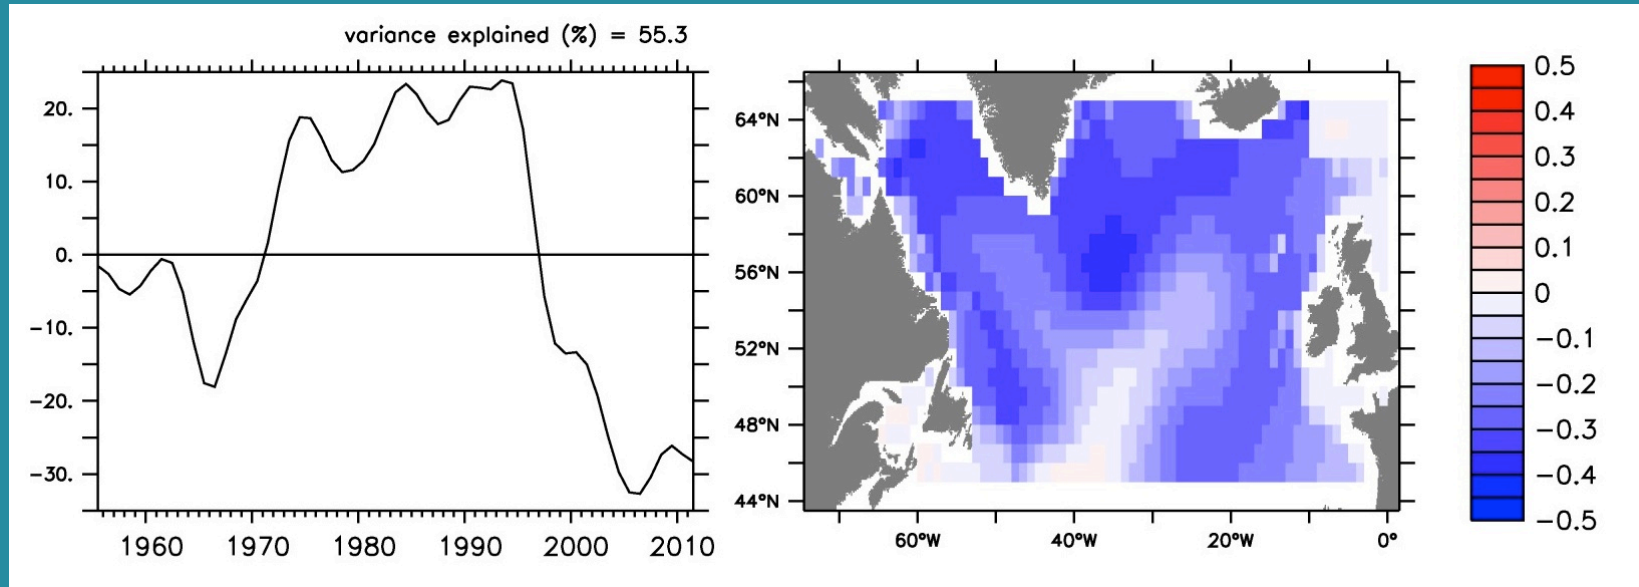 variance explained (%) = 55.3
20.
10.
0.
−10.
−20.
−30.
1960 1970 1980 1990 2000 2010
64°N
60°N
56°N
52°N
48°N
44°N
60°W 40°W 20°W 0°
0.5
0.4
0.3
0.2
0.1
0
−0.1
−0.2
−0.3
−0.4
−0.5